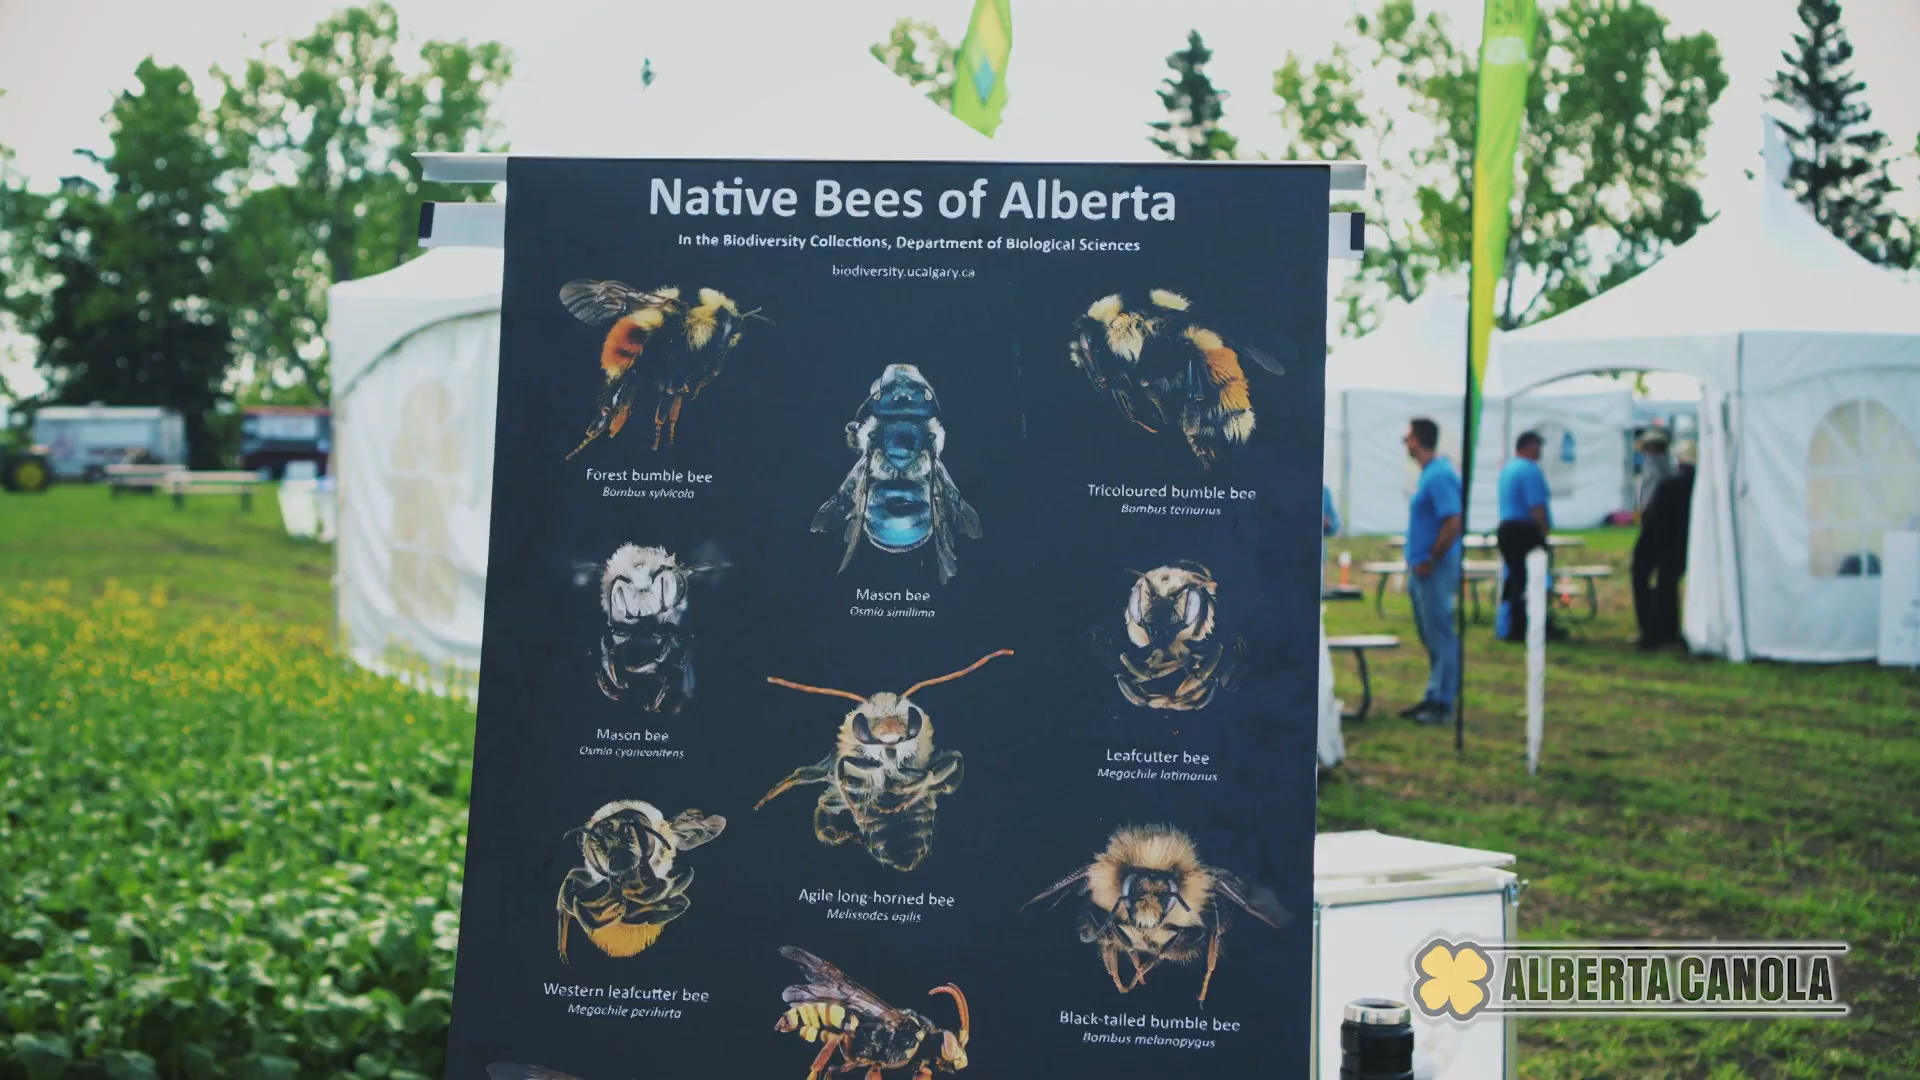 Native Bees of Alberta
In the Biodiversity Collections, Department of Biological Sciences
biodiversity.ucalgary.ca
Forest bumble bee
Bombus sylvicola
Tricoloured bumble bee
Bombus ternarius
Mason bee
Osmia simillima
Mason bee
Osmia cyaneonitens
Leafcutter bee
Megachile latimanus
Agile long-horned bee
Melissodes agilis
Western leafcutter bee
Megachile perihirta
Black-tailed bumble bee
Bombus melanopygus
ALBERTA CANOLA